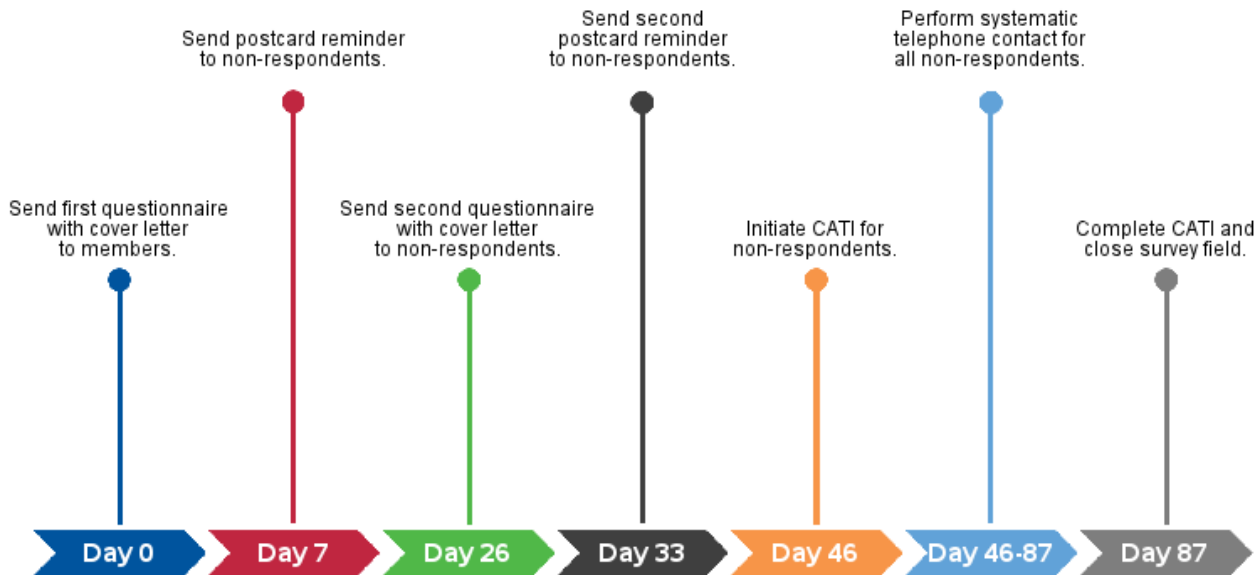 Send first questionnaire
with cover letter
to members.
Send postcard reminder
to non-respondents.
Send second questionnaire
with cover letter
to non-respondents.
Send second
postcard reminder
to non-respondents.
Initiate CATI for
non-respondents.
Perform systematic
telephone contact for
all non-respondents.
Complete CATI and
close survey field.
Day 0
Day 7
Day 26
Day 33
Day 46
Day 46-87
Day 87